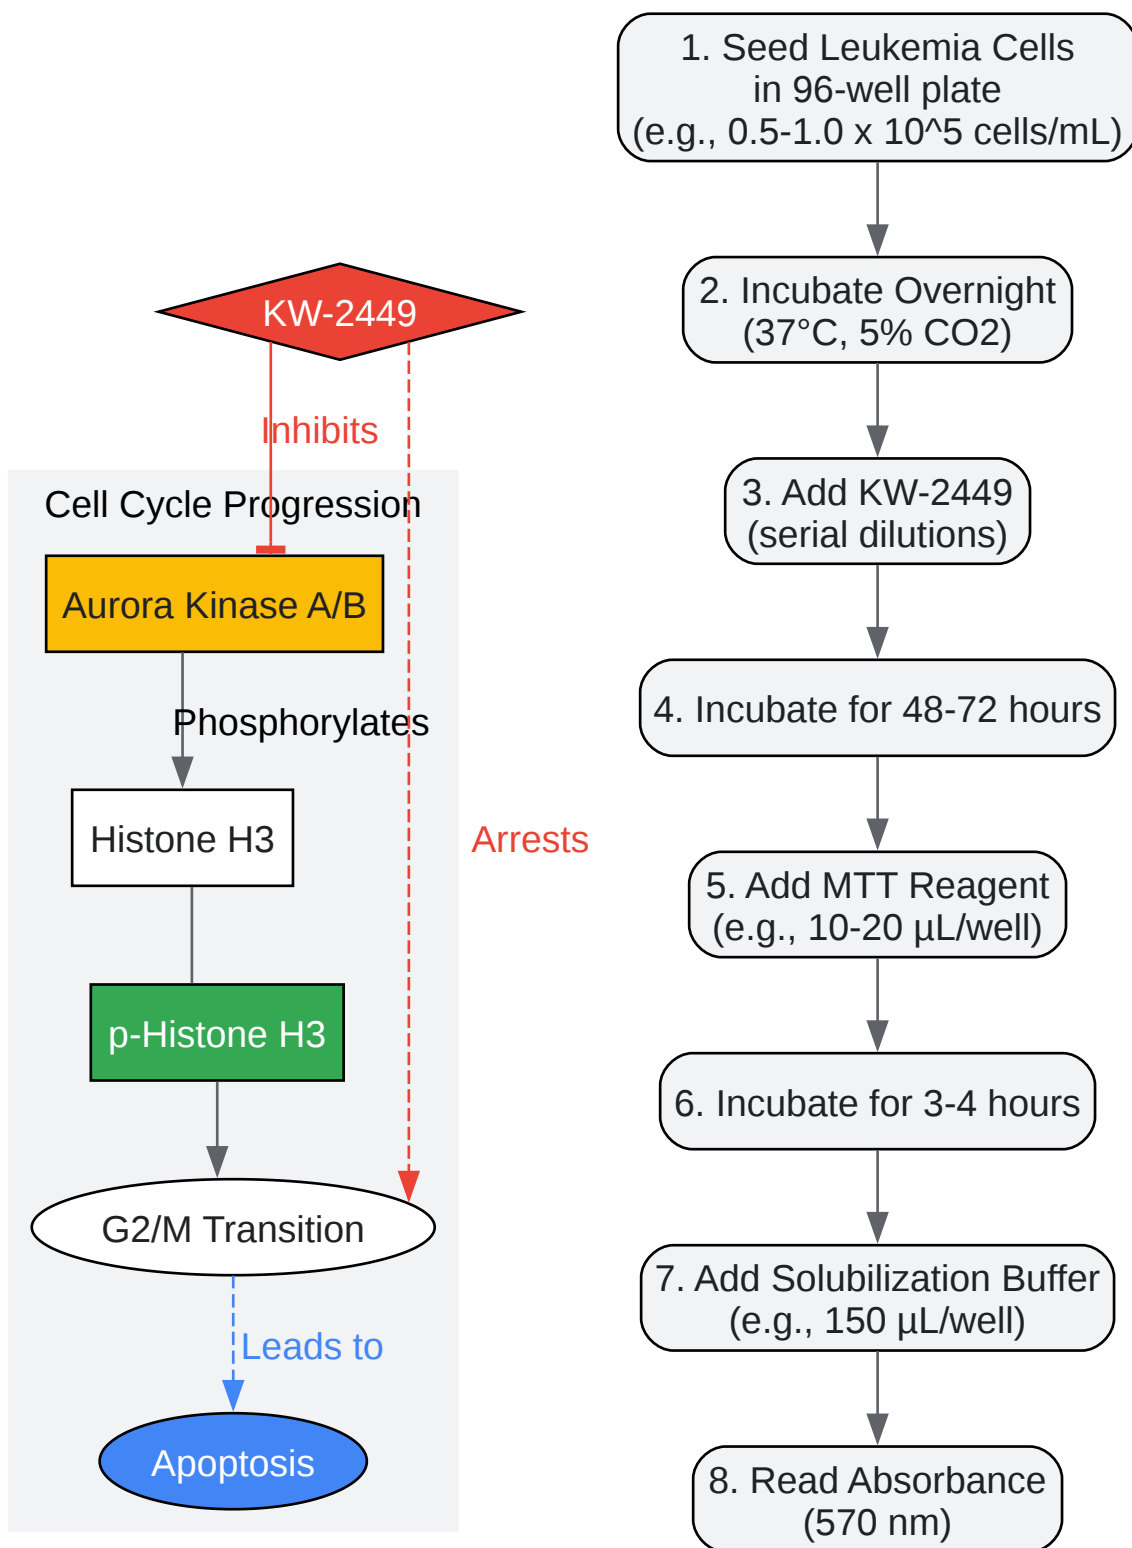 KW-2449
Inhibits
Cell Cycle Progression
Aurora Kinase A/B
Phosphorylates
Histone H3
Arrests
p-Histone H3
G2/M Transition
Leads to
Apoptosis
1. Seed Leukemia Cells
in 96-well plate
(e.g., 0.5-1.0 x 10^5 cells/mL)
2. Incubate Overnight
(37°C, 5% CO2)
3. Add KW-2449
(serial dilutions)
4. Incubate for 48-72 hours
5. Add MTT Reagent
(e.g., 10-20 µL/well)
6. Incubate for 3-4 hours
7. Add Solubilization Buffer
(e.g., 150 µL/well)
8. Read Absorbance
(570 nm)